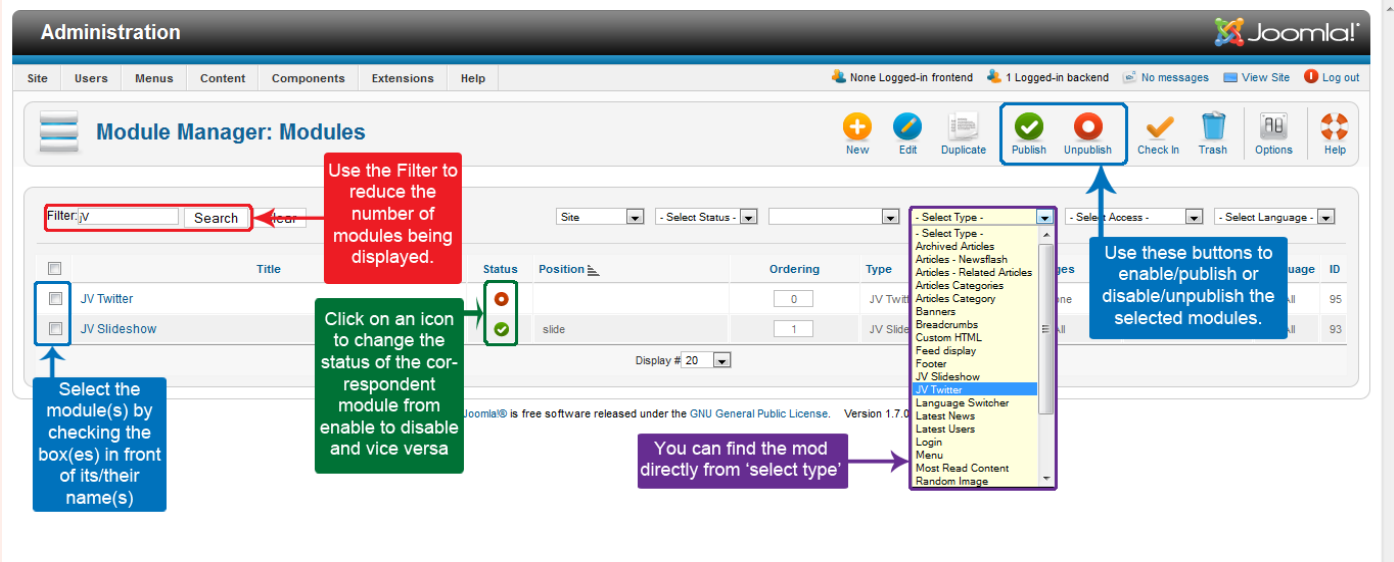 Administration
Joomla!
Site Users Menus Content Components Extensions Help
None Logged-in frontend 1 Logged-in backend No messages View Site Log out
Module Manager: Modules
New Edit Duplicate Publish Unpublish Check In Trash Options Help
Use the Filter to
reduce the
number of
modules being
displayed.
Filter: jV Search Clear
Site - Select Status - - Select Type - - Select Access - - Select Language -
- Select Type -
Archived Articles
Articles - Newsflash
Articles - Related Articles
Articles Categories
Articles Category
Banners
Breadcrumbs
Custom HTML
Feed display
Footer
JV Slideshow
JV Twitter
Language Switcher
Latest News
Latest Users
Login
Menu
Most Read Content
Random Image
Use these buttons to
enable/publish or
disable/unpublish the
selected modules.
Title Status Position Ordering Type ID
JV Twitter 0 JV Twitt 95
JV Slideshow slide 1 JV Slide All 93
Display # 20
Click on an icon
to change the
status of the cor-
respondent
module from
enable to disable
and vice versa
Select the
module(s) by
checking the
box(es) in front
of its/their
name(s)
Joomla!® is free software released under the GNU General Public License. Version 1.7.0
You can find the mod
directly from ‘select type’